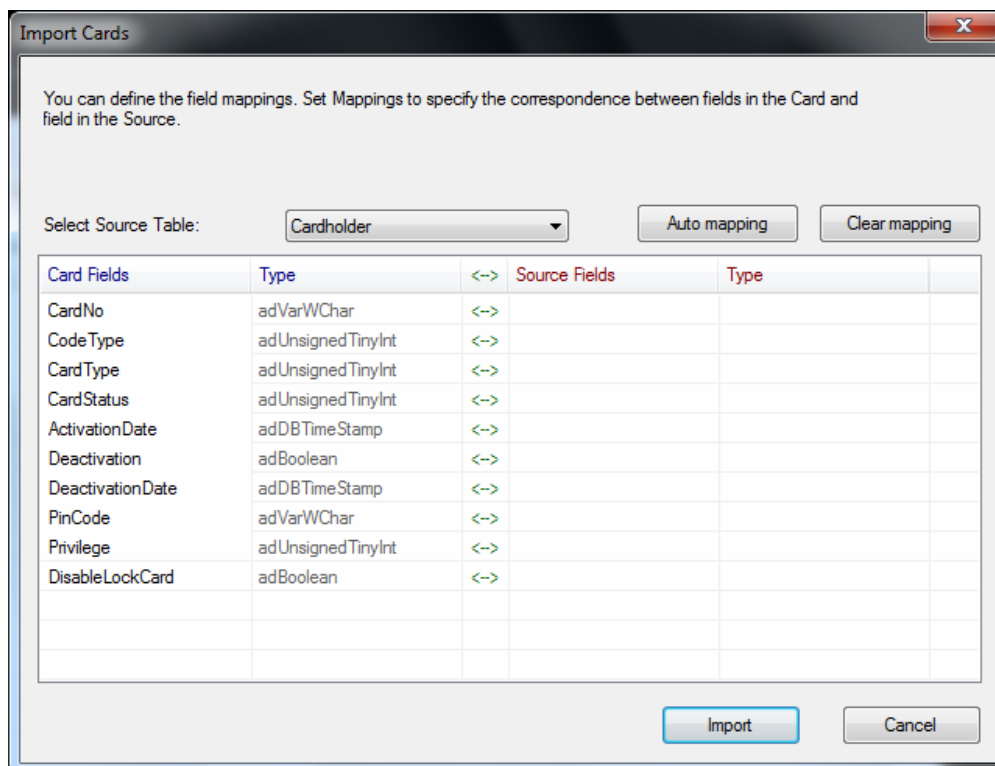 Import Cards
You can define the field mappings. Set Mappings to specify the correspondence between fields in the Card and
field in the Source.
Select Source Table: Cardholder Auto mapping Clear mapping
Card Fields Type <--> Source Fields Type
CardNo adVarWChar <-->
CodeType adUnsignedTinyInt <-->
CardType adUnsignedTinyInt <-->
CardStatus adUnsignedTinyInt <-->
ActivationDate adDBTimeStamp <-->
Deactivation adBoolean <-->
DeactivationDate adDBTimeStamp <-->
PinCode adVarWChar <-->
Privilege adUnsignedTinyInt <-->
DisableLockCard adBoolean <-->
Import Cancel